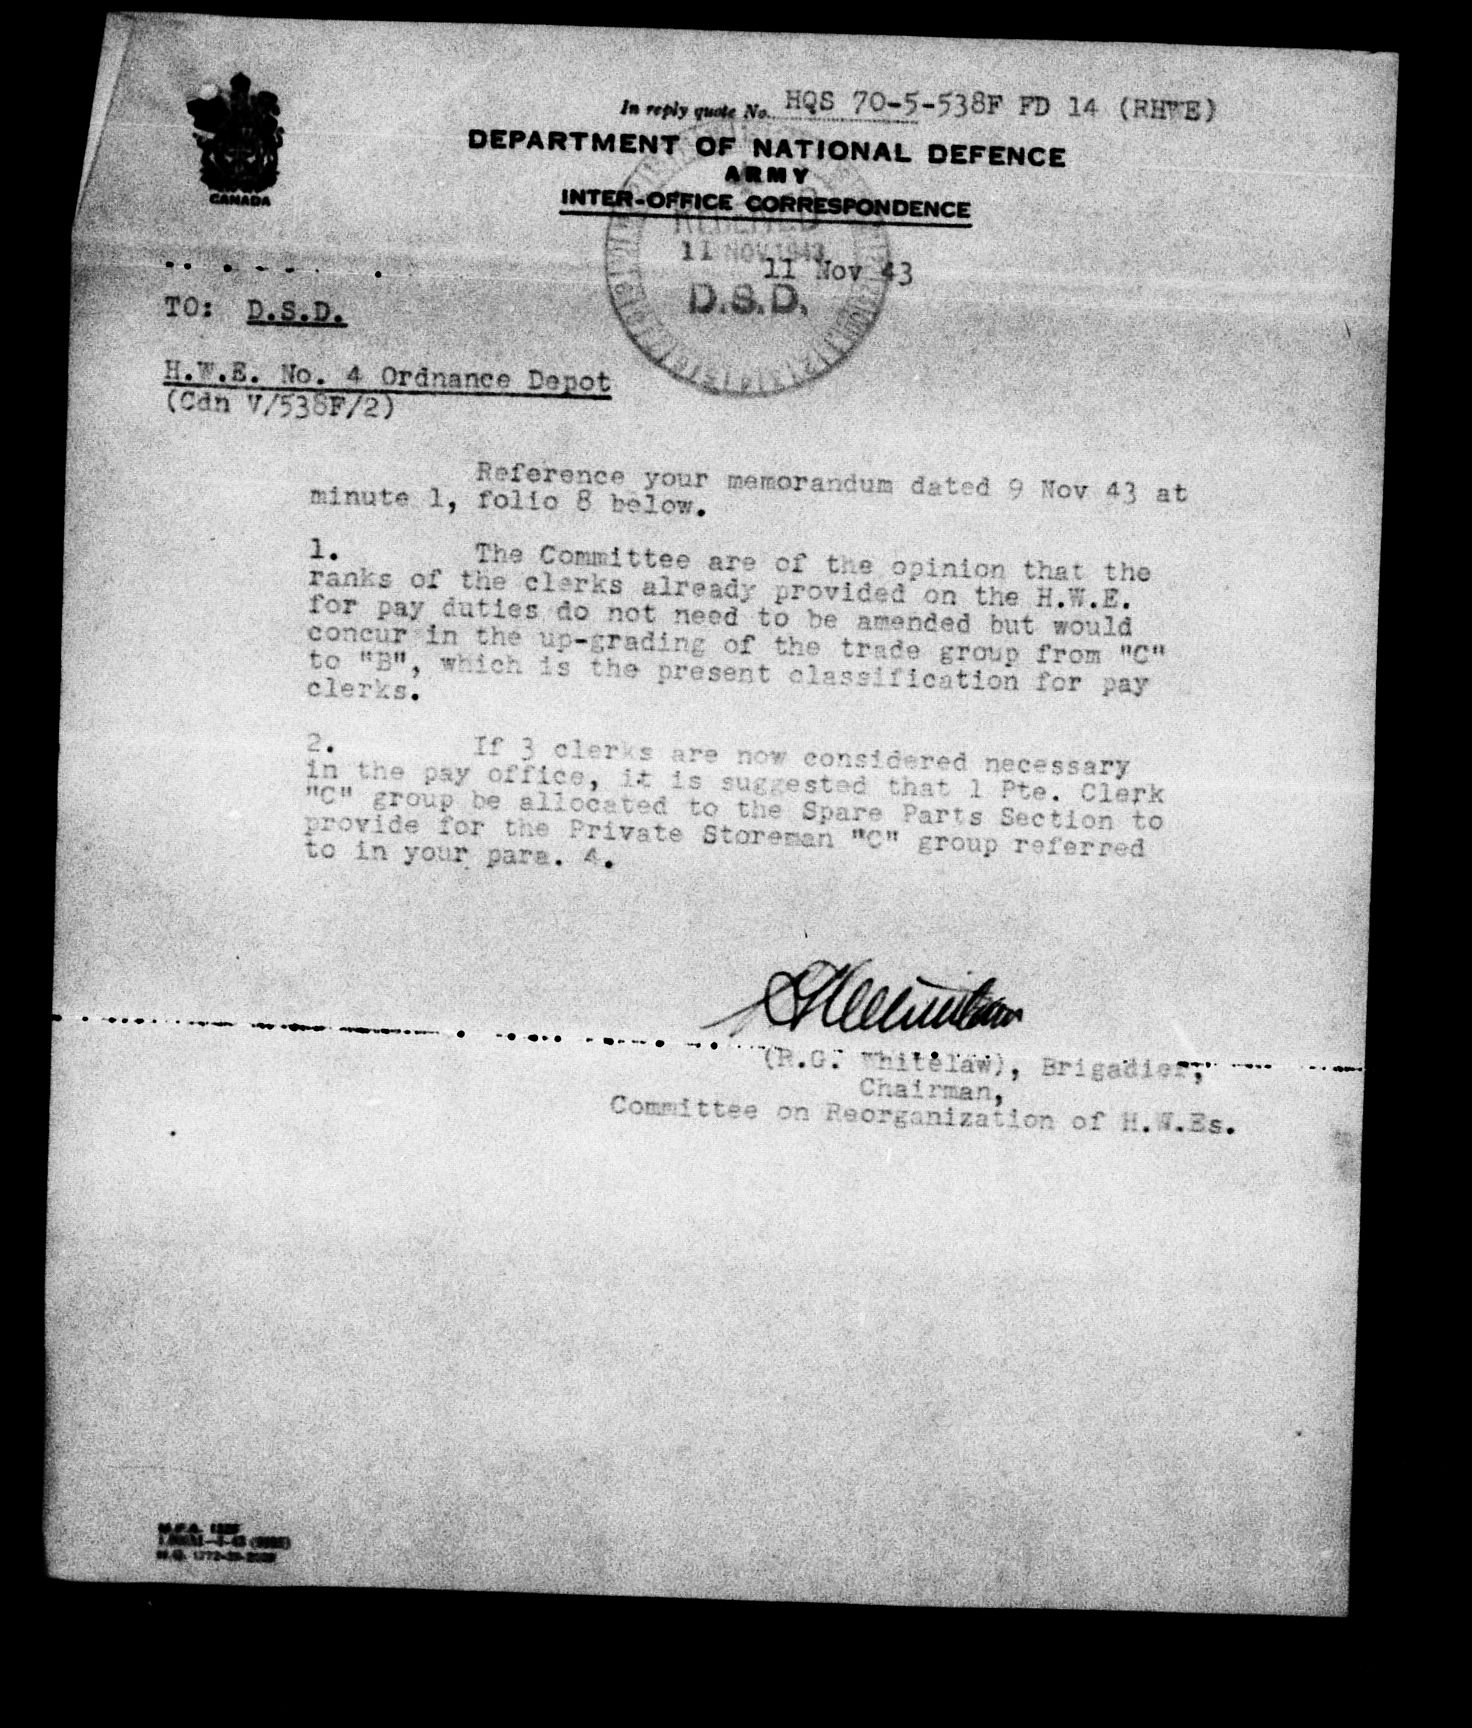 In reply quote No. HQS 70-5-538F FD 14 (RHWE)
DEPARTMENT OF NATIONAL DEFENCE
ARMY
INTER-OFFICE CORRESPONDENCE
CANADA
RECEIVED
11 NOV 1943
D.S.D.
11 Nov 43
TO: D.S.D.
H.W.E. No. 4 Ordnance Depot
(Cdn V/538F/2)
Reference your memorandum dated 9 Nov 43 at
minute 1, folio 8 below.
1. The Committee are of the opinion that the
ranks of the clerks already provided on the H.W.E.
for pay duties do not need to be amended but would
concur in the up-grading of the trade group from "C"
to "B", which is the present classification for pay
clerks.
2. If 3 clerks are now considered necessary
in the pay office, it is suggested that 1 Pte. Clerk
"C" group be allocated to the Spare Parts Section to
provide for the Private Storeman "C" group referred
to in your para. 4.
(R.G. Whitelaw), Brigadier,
Chairman,
Committee on Reorganization of H.W.Es.